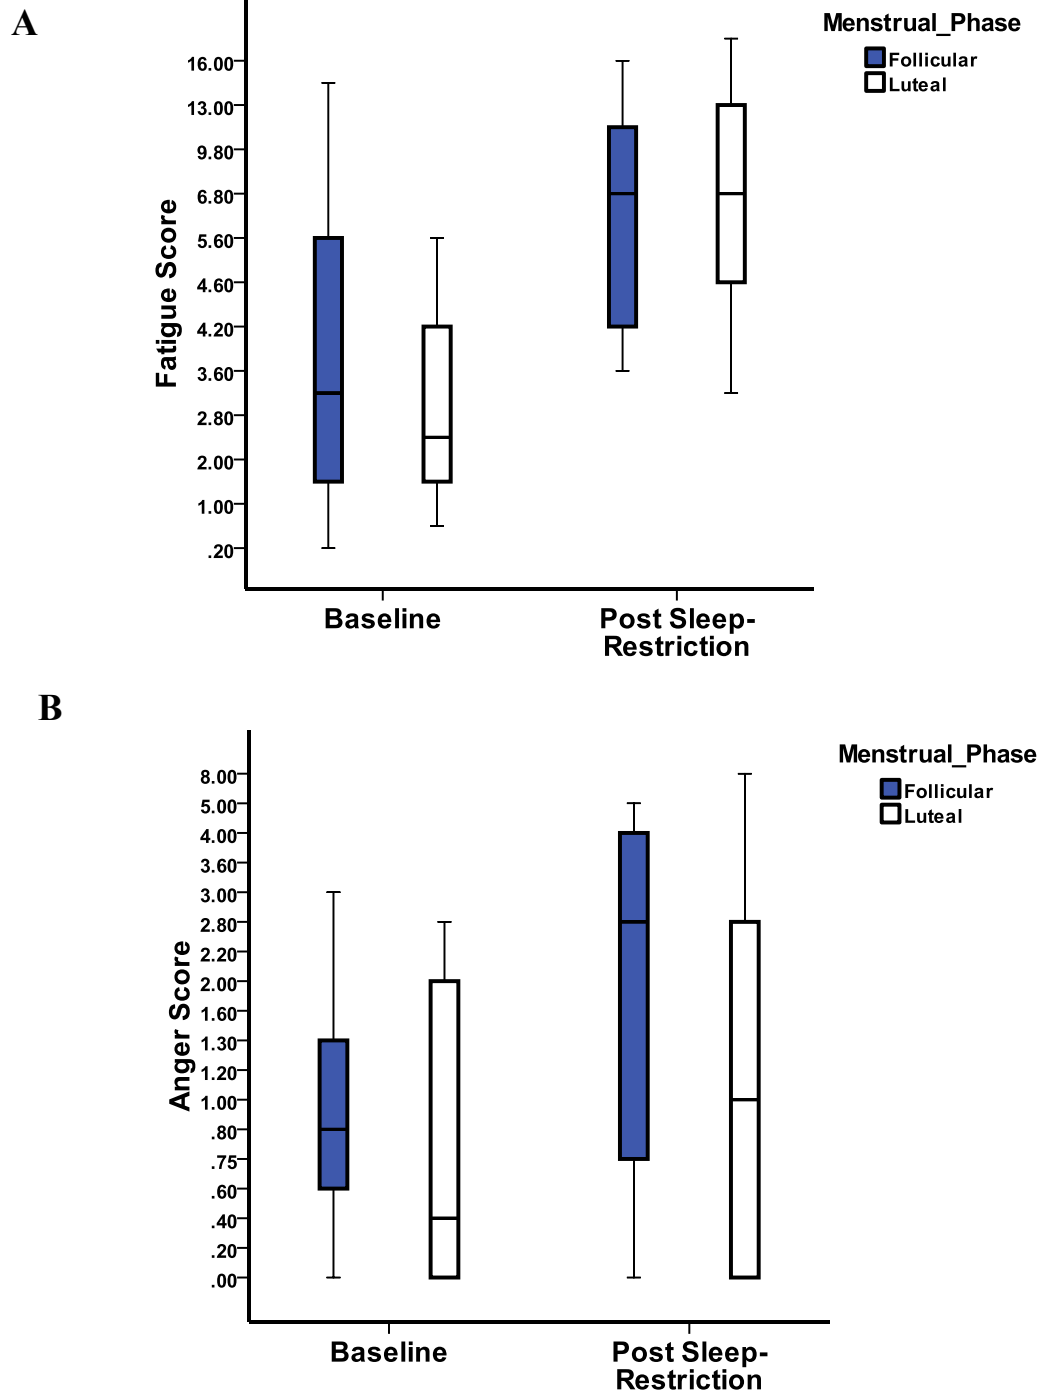 A
Menstrual_Phase
Follicular
Luteal
16.00
13.00
9.80
6.80
5.60
4.60
4.20
3.60
2.80
2.00
1.00
.20
Fatigue Score
Baseline
Post Sleep-
Restriction
B
Menstrual_Phase
Follicular
Luteal
8.00
5.00
4.00
3.60
3.00
2.80
2.20
2.00
1.60
1.30
1.20
1.00
.80
.75
.60
.40
.20
.00
Anger Score
Baseline
Post Sleep-
Restriction